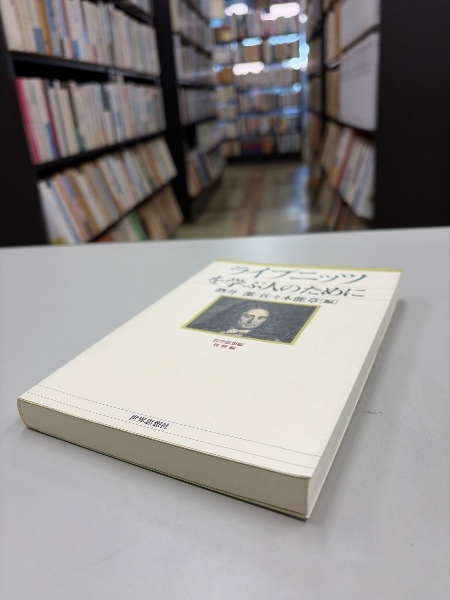 ライプニッツ
を学ぶ人のために
酒井 潔/佐々木能章[編]
世界思想社